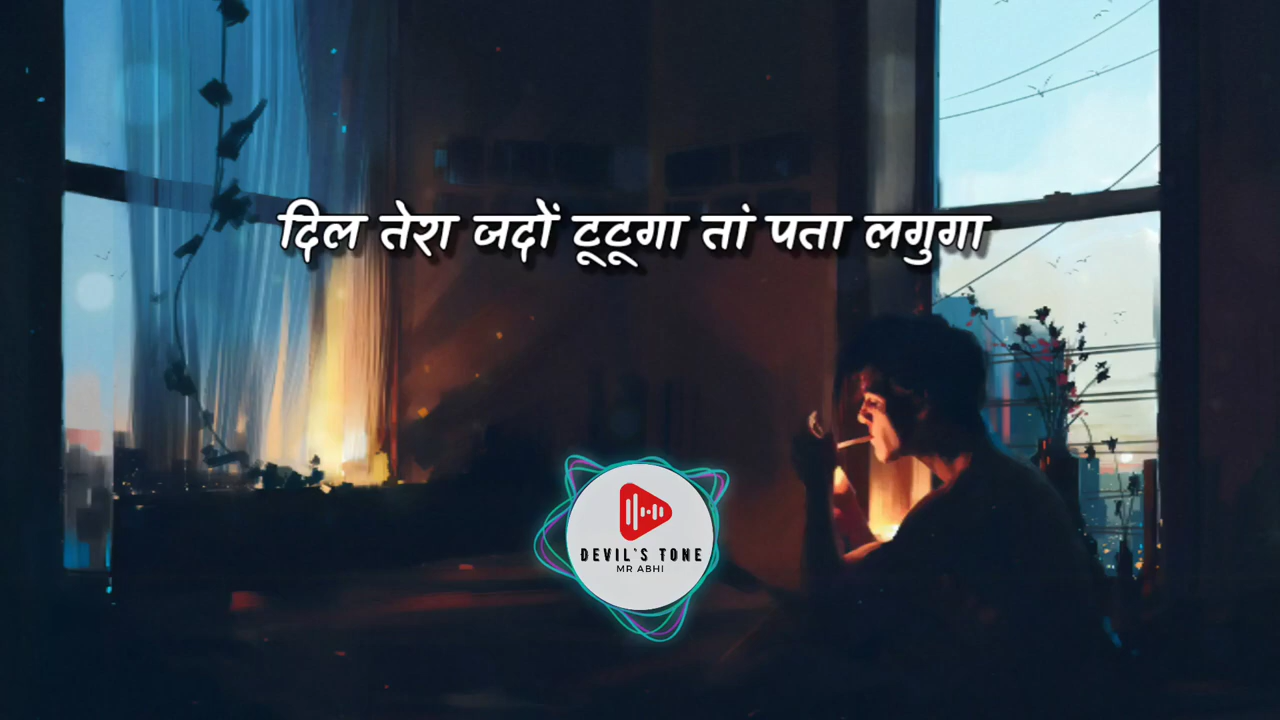 दिल तेरा जदों टूटूगा तां पता लगुगा
DEVIL'S TONE
MR ABHI